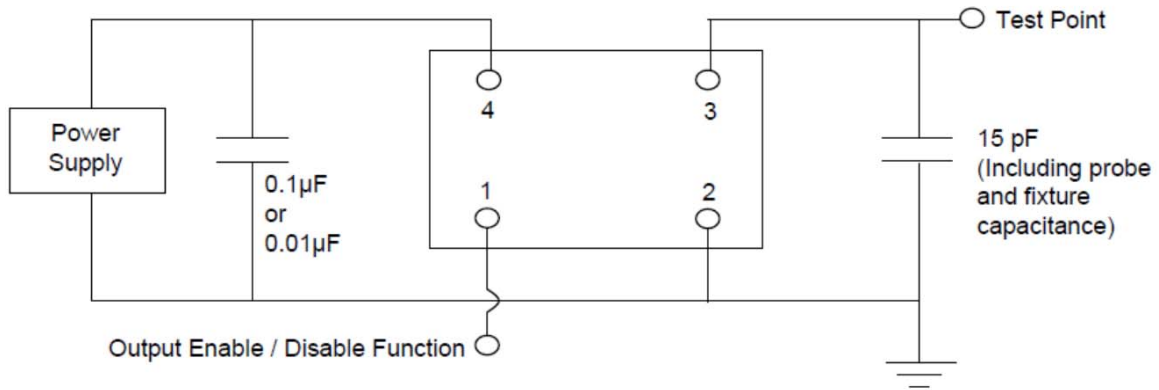 Test Point
4
3
Power
Supply
15 pF
(Including probe
and fixture
capacitance)
0.1µF
or
0.01µF
1
2
Output Enable / Disable Function